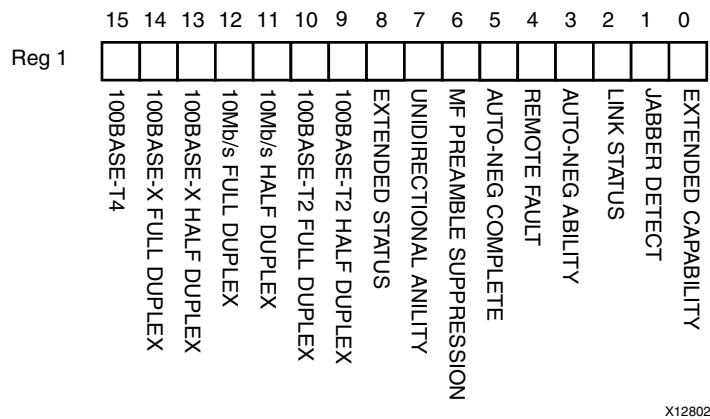 15 14 13 12 11 10 9 8 7 6 5 4 3 2 1 0
Reg 1
100BASE-T4
100BASE-X FULL DUPLEX
100BASE-X HALF DUPLEX
10Mb/s FULL DUPLEX
10Mb/s HALF DUPLEX
100BASE-T2 FULL DUPLEX
100BASE-T2 HALF DUPLEX
EXTENDED STATUS
UNIDIRECTIONAL ANILITY
MF PREAMBLE SUPPRESSION
AUTO-NEG COMPLETE
REMOTE FAULT
AUTO-NEG ABILITY
LINK STATUS
JABBER DETECT
EXTENDED CAPABILITY
X12802